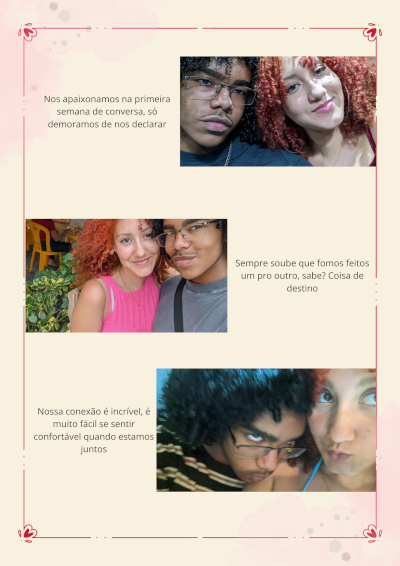 Nos apaixonamos na primeira
semana de conversa, só
demoramos de nos declarar
Sempre soube que fomos feitos
um pro outro, sabe? Coisa de
destino
Nossa conexão é incrível, é
muito fácil se sentir
confortável quando estamos
juntos